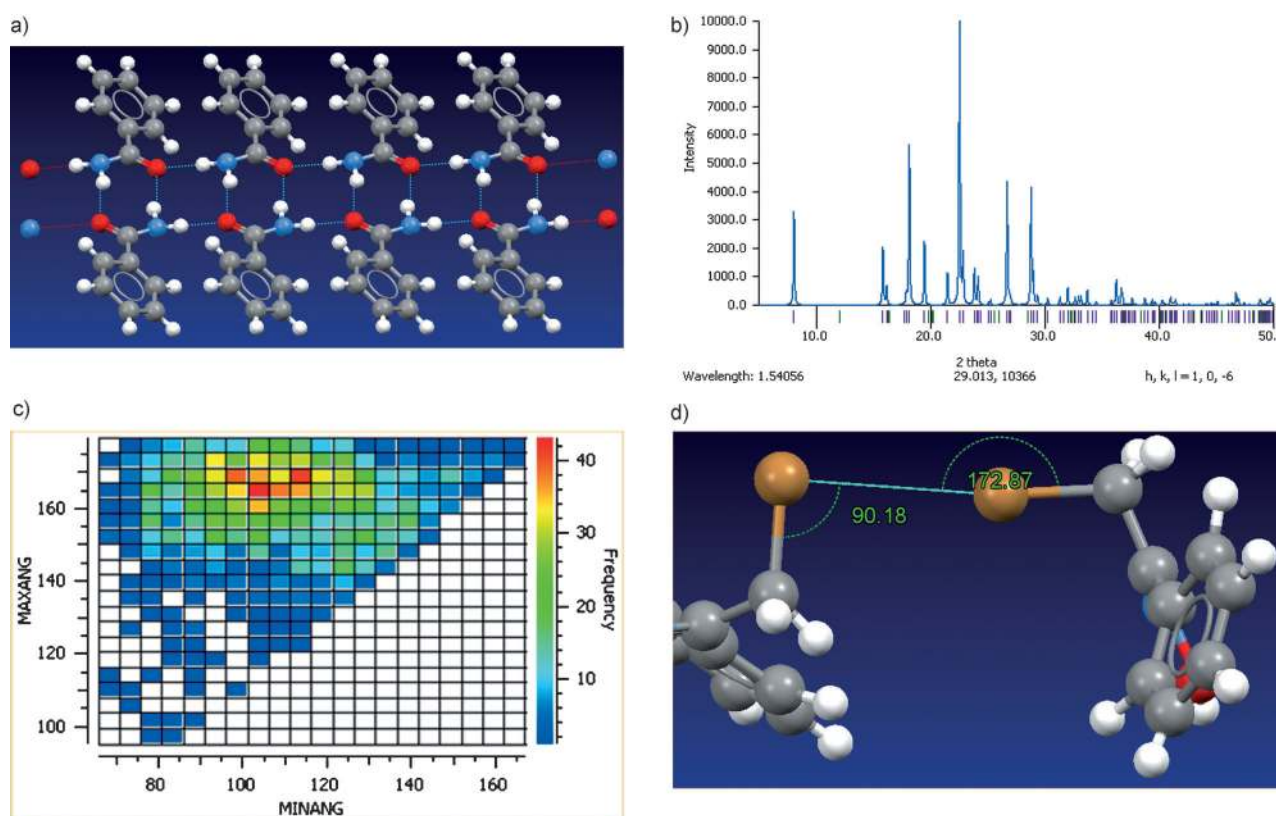 a)
b)
10000.0
9000.0
8000.0
7000.0
6000.0
5000.0
4000.0
3000.0
2000.0
1000.0
0.0
Intensity
10.0 20.0 30.0 40.0 50.
2 theta
Wavelength: 1.54056 29.013, 10366 h, k, l = 1, 0, -6
c)
MAXANG
160
140
120
100
80 100 120 140 160
MINANG
40
30
20
10
Frequency
d)
90.18
172.87